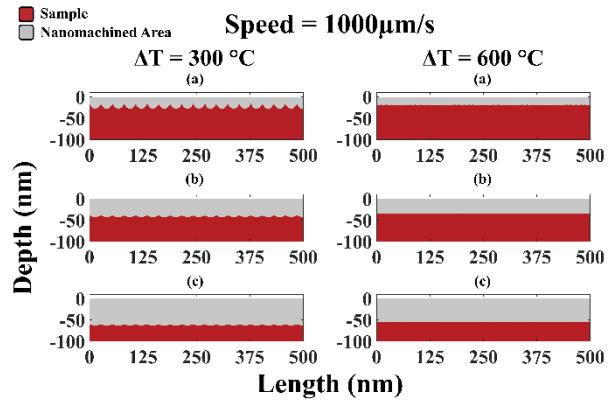 Sample
Nanomachined Area
Speed = 1000µm/s
ΔT = 300 °C
ΔT = 600 °C
(a)
(a)
0
-50
-100
0 125 250 375 500
0
-50
-100
0 125 250 375 500
(b)
(b)
0
-50
-100
0 125 250 375 500
0
-50
-100
0 125 250 375 500
(c)
(c)
0
-50
-100
0 125 250 375 500
0
-50
-100
0 125 250 375 500
Depth (nm)
Length (nm)